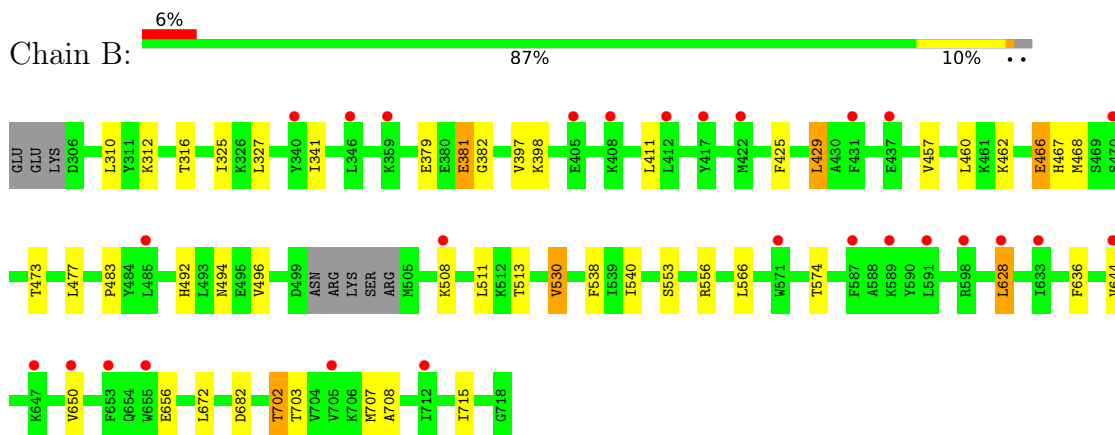 6%
Chain B:
87% 10% • •
GLU GLU LYS D306 L310 Y311 K312 T316 I325 K326 L327 Y340 I341 L346 K359 E379 E380 E381 G382 V397 K398 E405 K408 L411 L412 Y417 M422 F425 L429 A430 F431 E437 V457 L460 K461 K462 E466 H467 M468 S469 S470
T473 L477 P483 Y484 L485 H492 L493 N494 E495 V496 D499 ASN ARG LYS SER ARG M505 K508 L511 K512 T513 V530 F538 I539 I540 S553 R556 L566 W571 T574 F587 A588 K589 Y590 L591 R598 L628 I633 F636 V644
K647 V650 F653 Q654 W655 E656 L672 D682 T702 T703 V704 V705 K706 M707 A708 I712 I715 G718